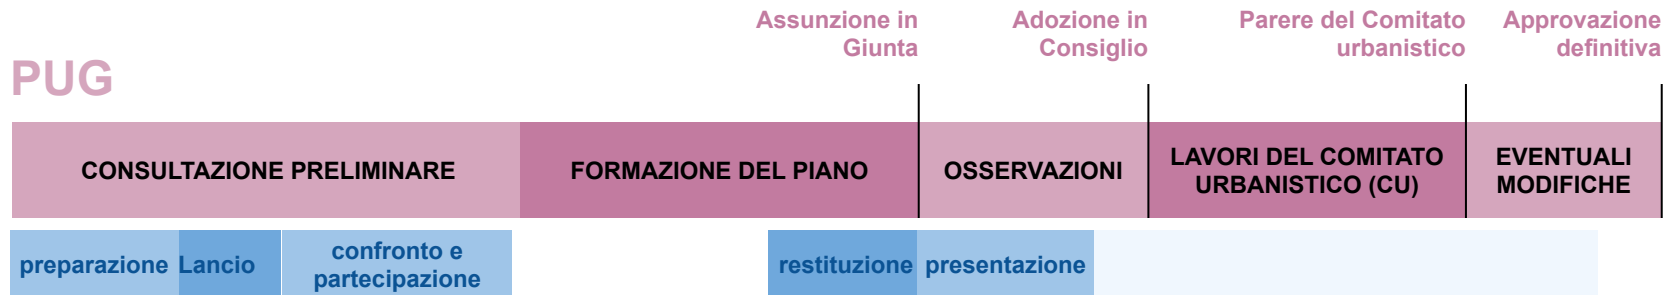 Assunzione in
Giunta
Adozione in
Consiglio
Parere del Comitato
urbanistico
Approvazione
definitiva
PUG
CONSULTAZIONE PRELIMINARE
FORMAZIONE DEL PIANO
OSSERVAZIONI
LAVORI DEL COMITATO
URBANISTICO (CU)
EVENTUALI
MODIFICHE
preparazione
Lancio
confronto e
partecipazione
restituzione
presentazione